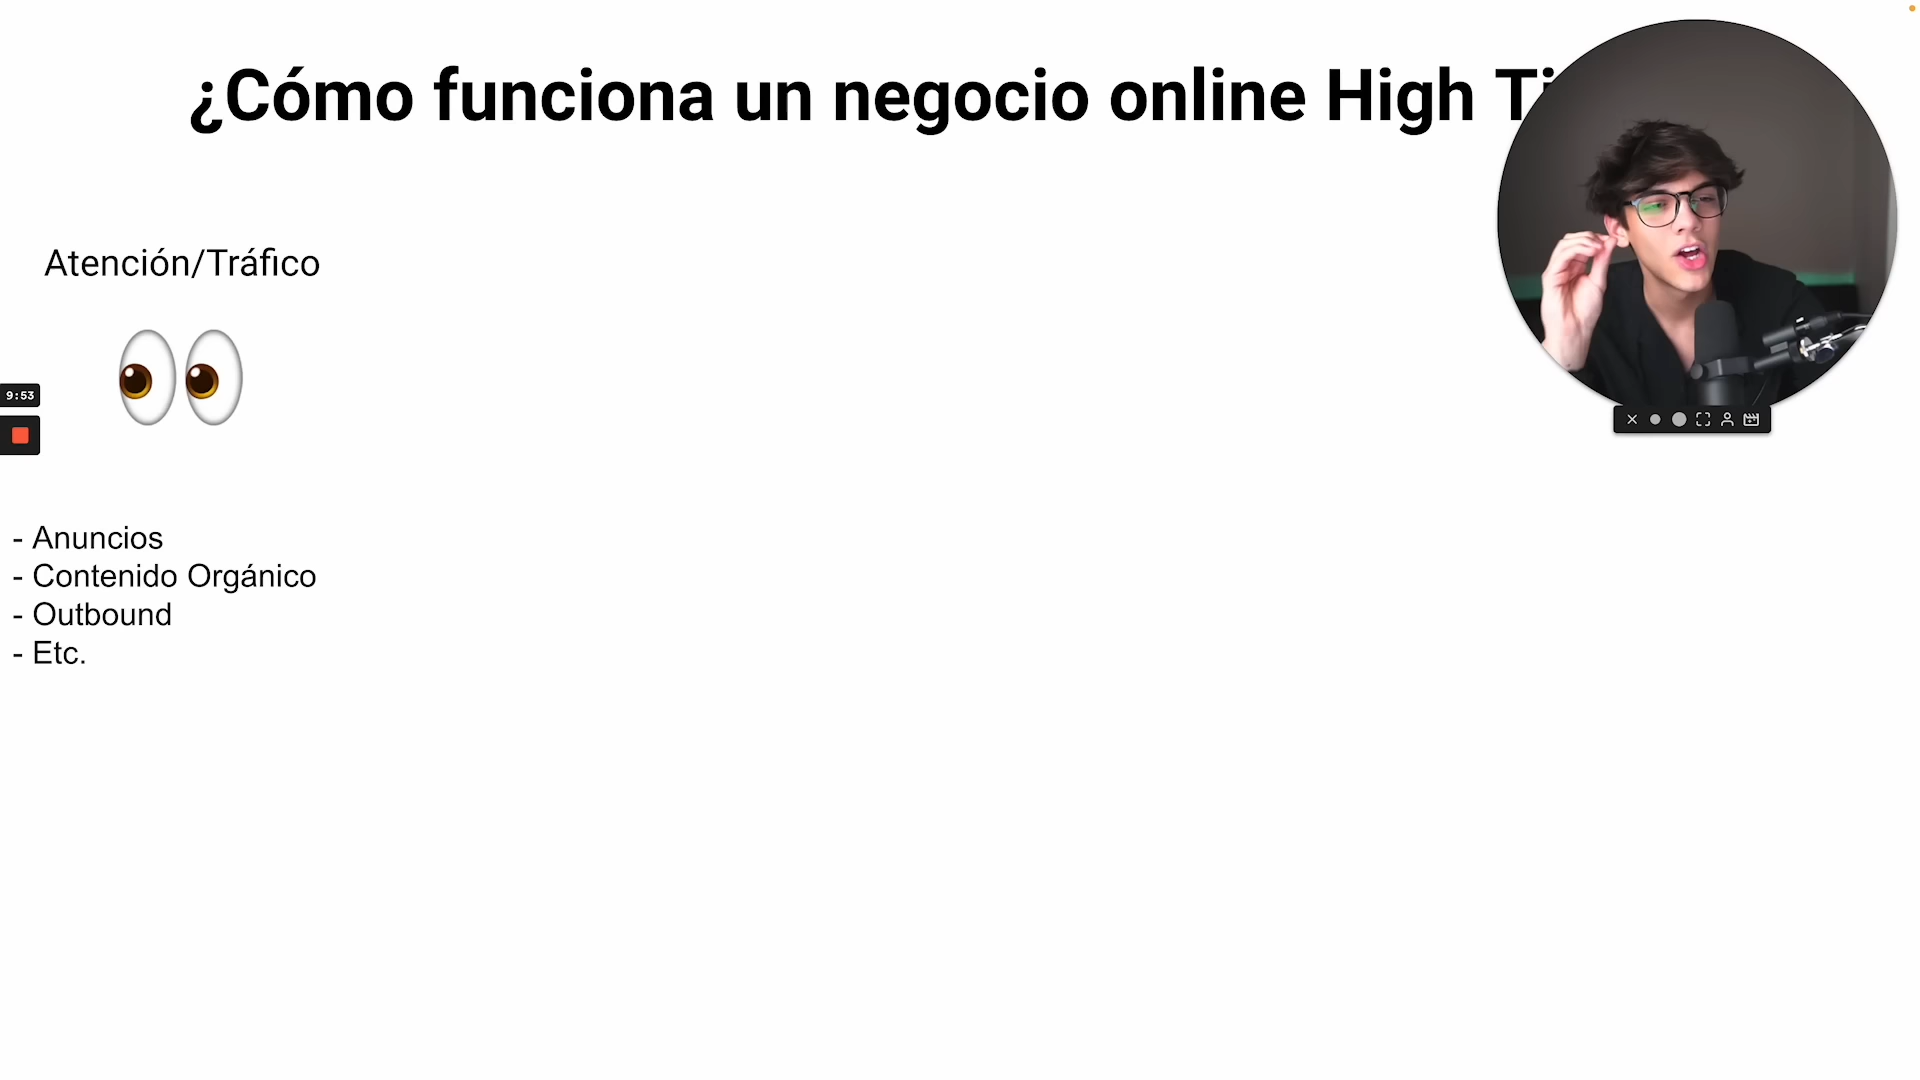 ¿Cómo funciona un negocio online High Ti
Atención/Tráfico
9:53
- Anuncios
- Contenido Orgánico
- Outbound
- Etc.